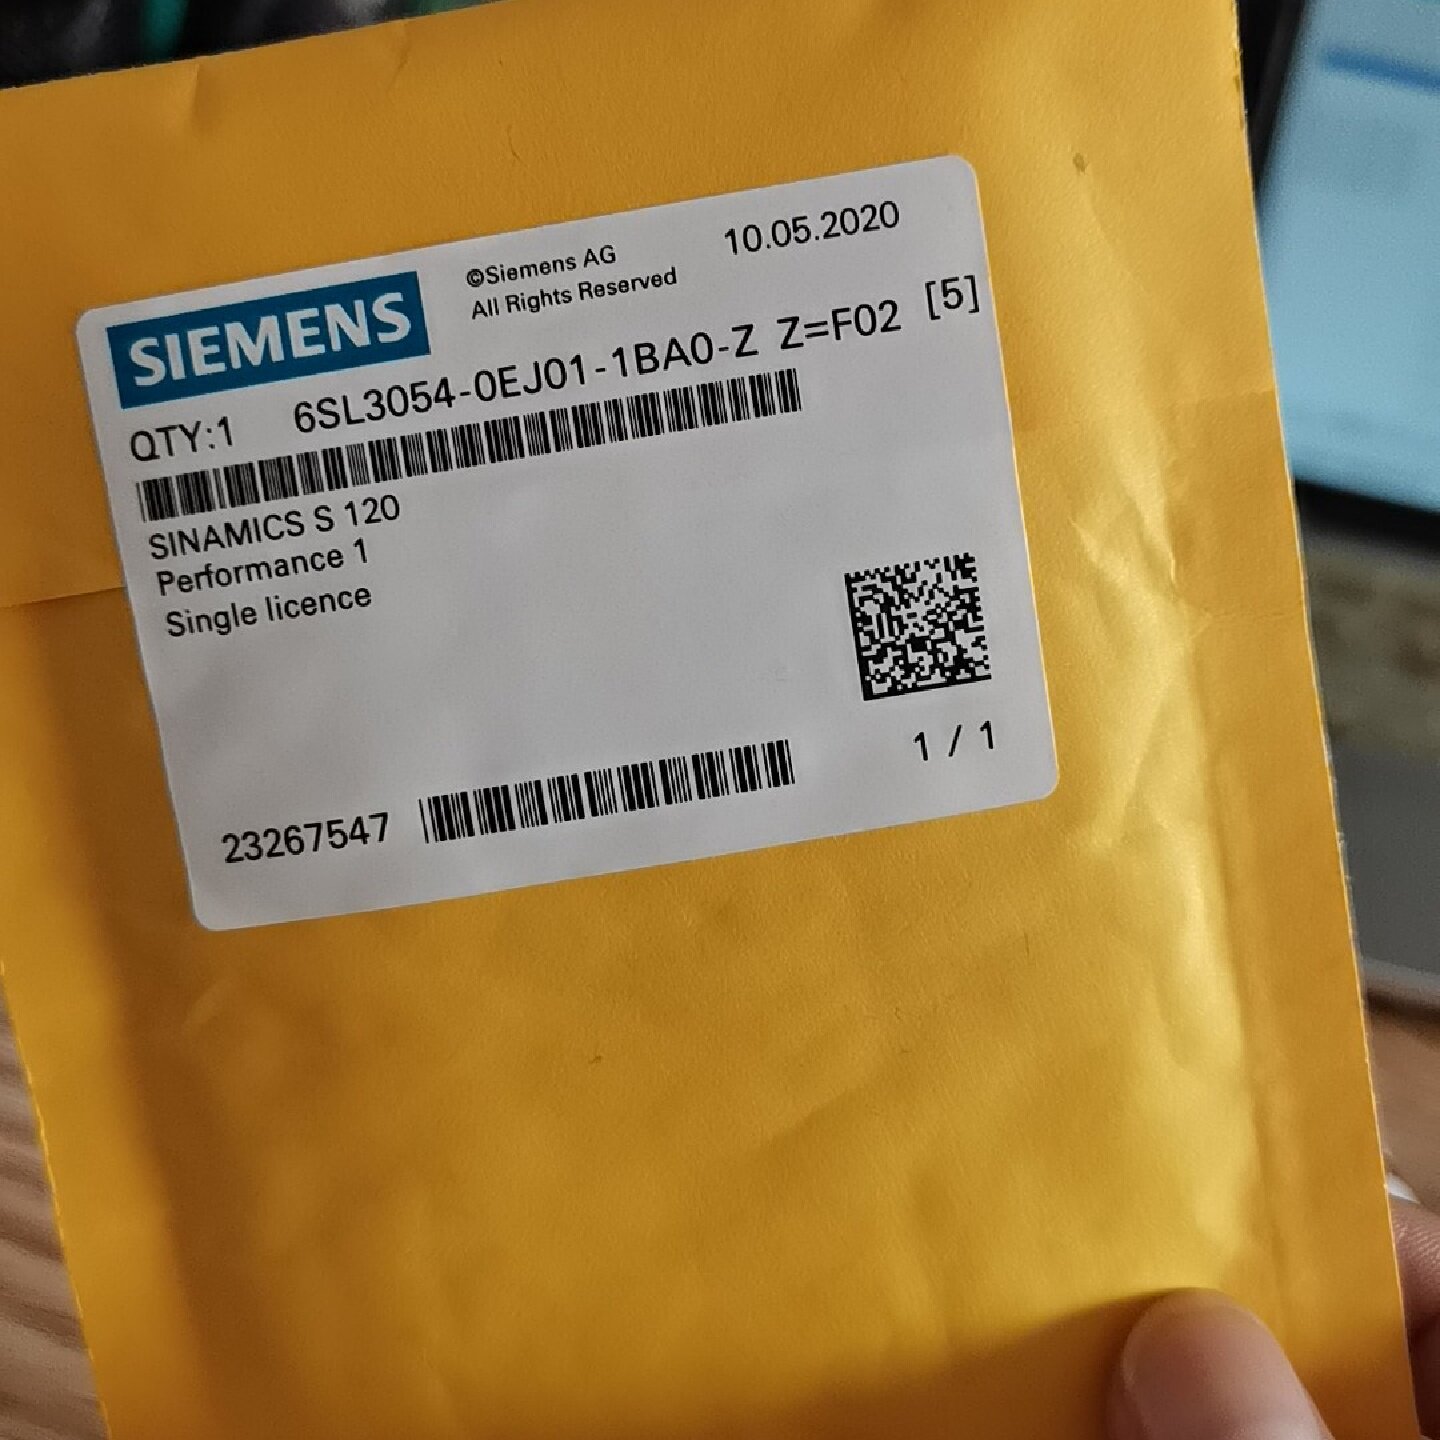 SIEMENS
©Siemens AG
All Rights Reserved
10.05.2020
QTY:1 6SL3054-0EJ01-1BA0-Z Z=F02 [5]
SINAMICS S 120
Performance 1
Single licence
1 / 1
23267547